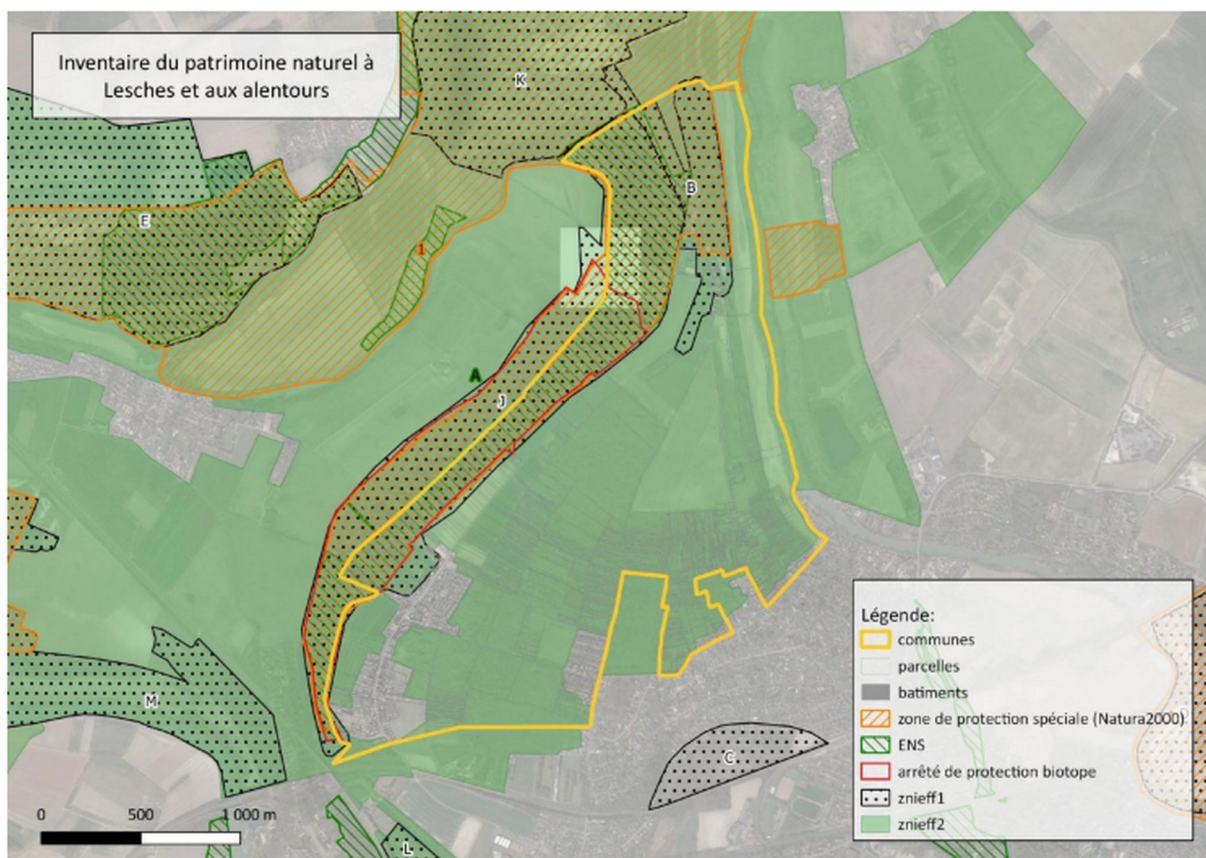 Inventaire du patrimoine naturel à
Lesches et aux alentours
K
B
E
1
A
J
M
C
L
Légende:
communes
parcelles
batiments
zone de protection spéciale (Natura2000)
ENS
arrêté de protection biotope
znieff1
znieff2
0 500 1 000 m